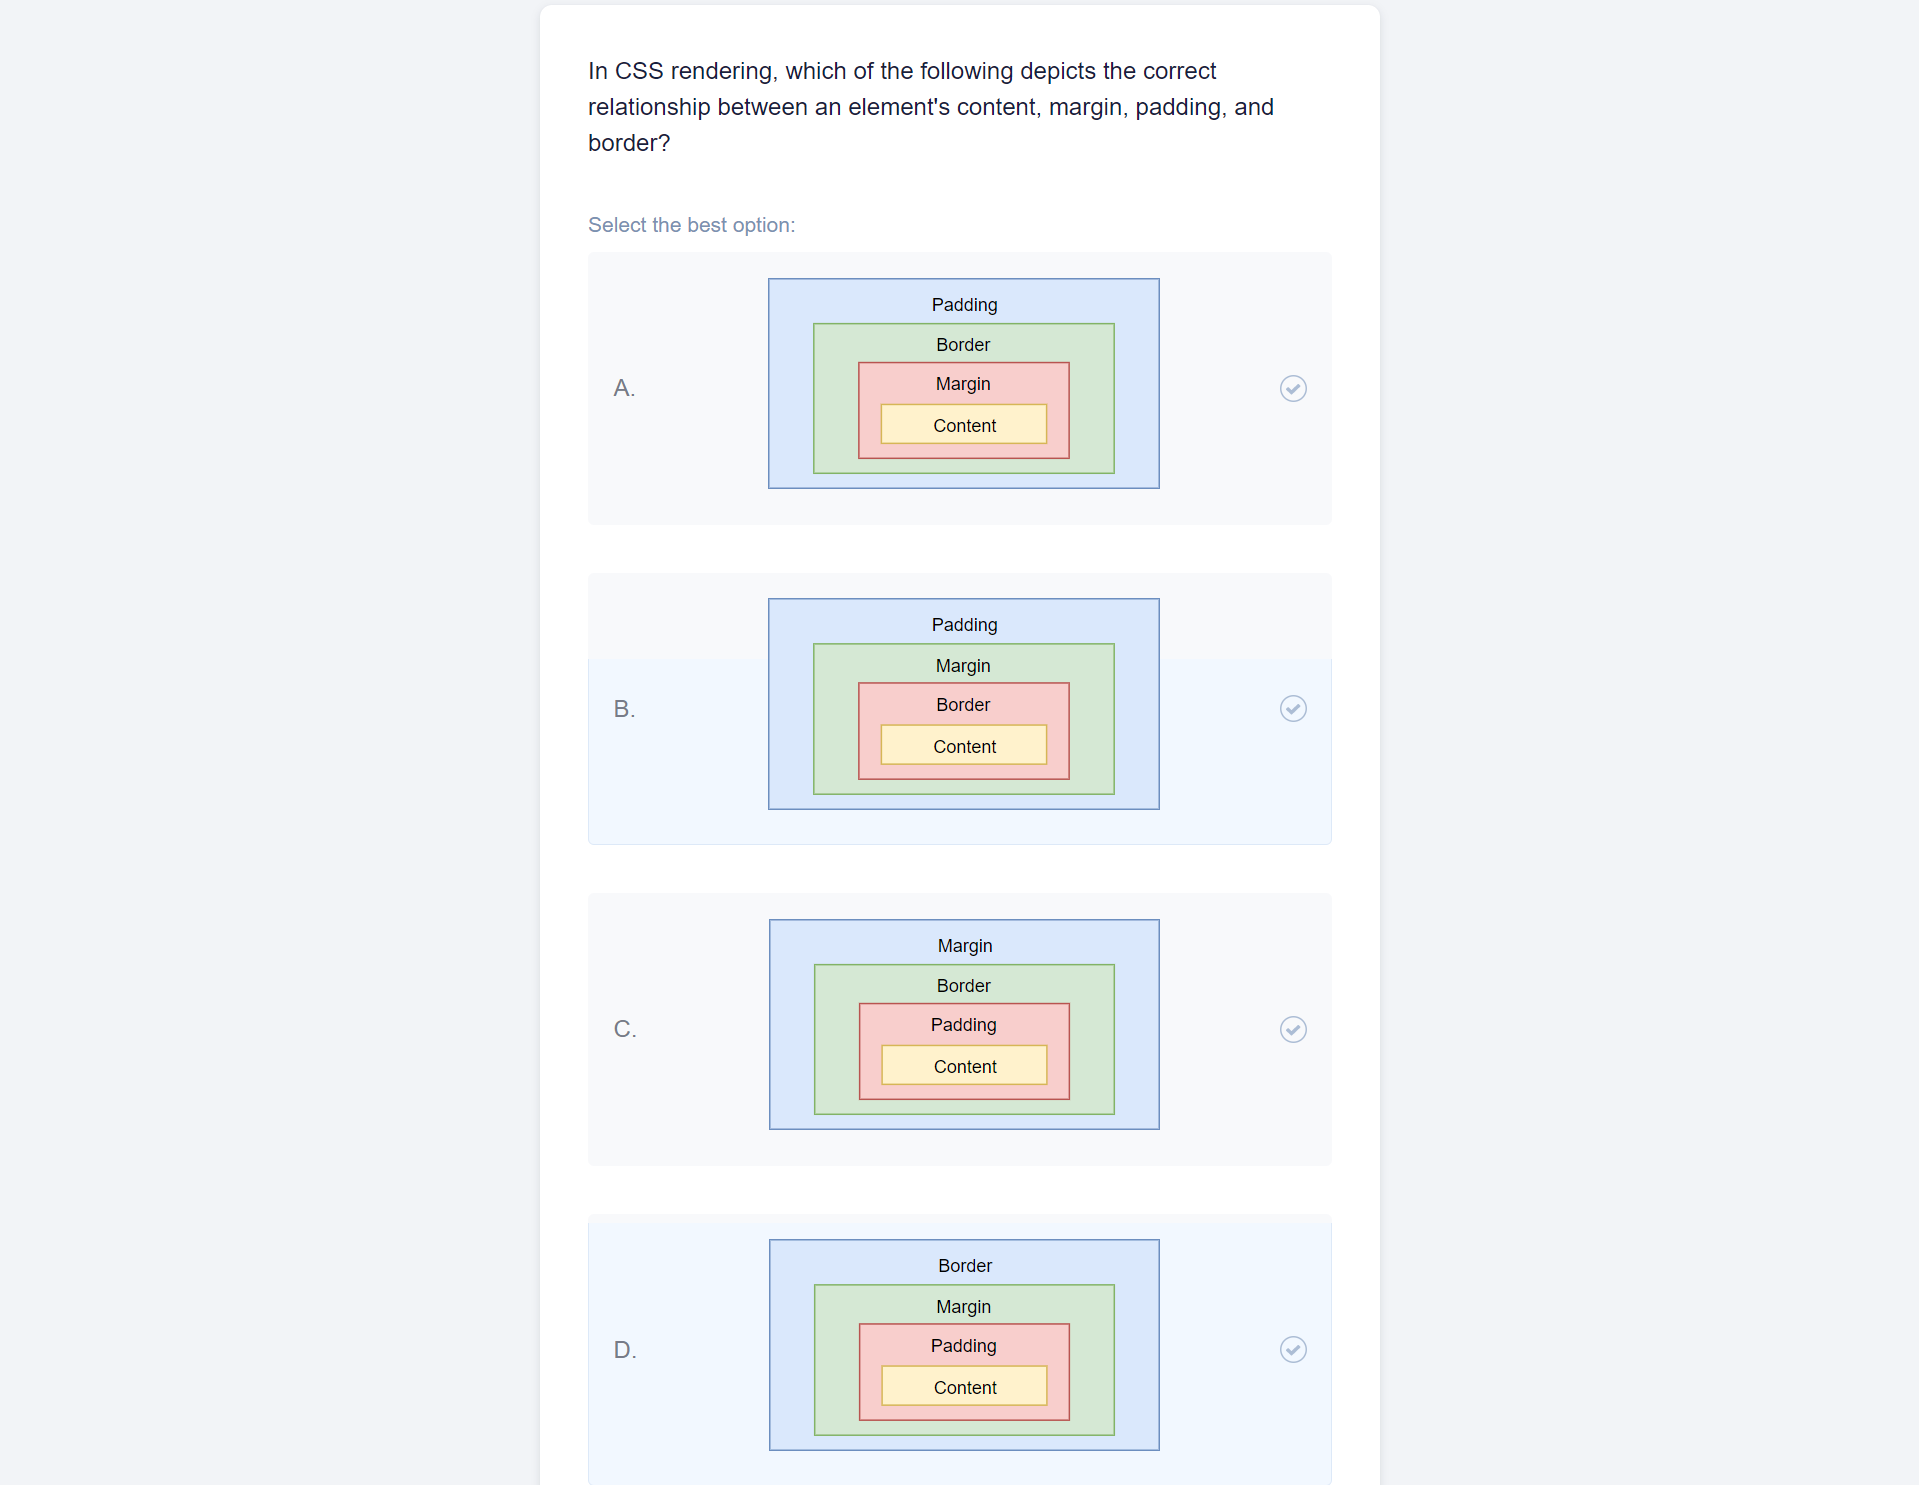 In CSS rendering, which of the following depicts the correct
relationship between an element's content, margin, padding, and
border?
Select the best option:
A.
Padding
Border
Margin
Content
B.
Padding
Margin
Border
Content
C.
Margin
Border
Padding
Content
D.
Border
Margin
Padding
Content